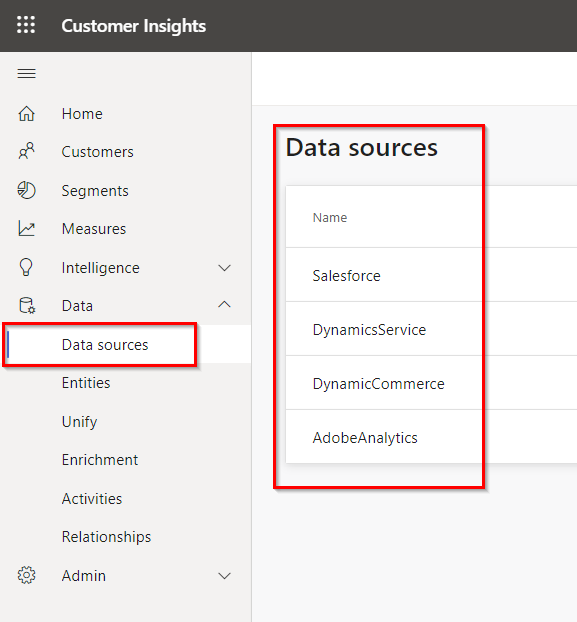 Customer Insights
Home
Customers
Segments
Measures
Intelligence
Data
Data sources
Entities
Unify
Enrichment
Activities
Relationships
Admin
Data sources
Name
Salesforce
DynamicsService
DynamicCommerce
AdobeAnalytics